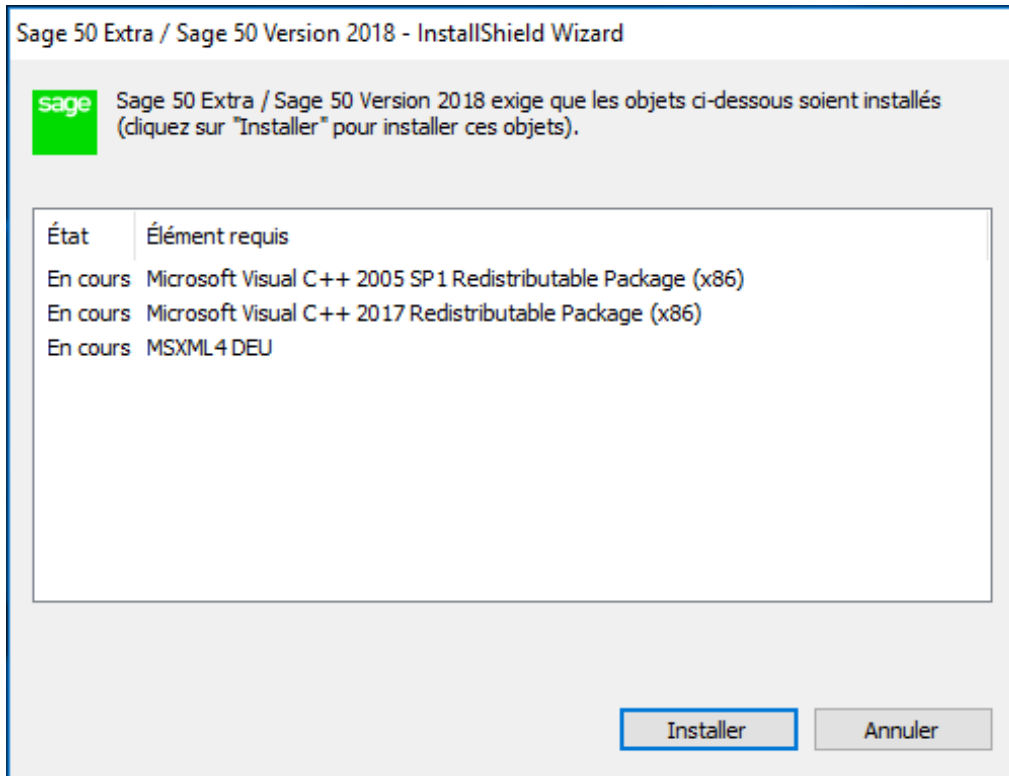 Sage 50 Extra / Sage 50 Version 2018 - InstallShield Wizard
sage
Sage 50 Extra / Sage 50 Version 2018 exige que les objets ci-dessous soient installés
(cliquez sur "Installer" pour installer ces objets).
État Élément requis
En cours Microsoft Visual C++ 2005 SP1 Redistributable Package (x86)
En cours Microsoft Visual C++ 2017 Redistributable Package (x86)
En cours MSXML4 DEU
Installer Annuler